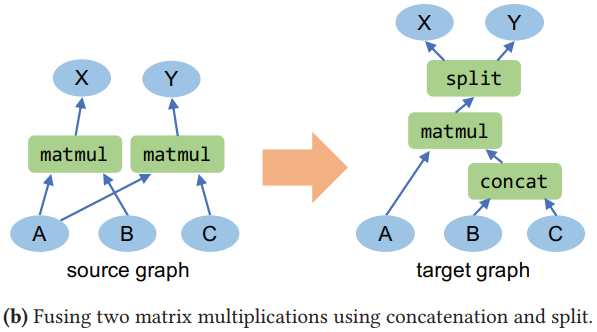 X Y
split
X Y
matmul
matmul matmul
concat
A B C
A B C
source graph
target graph
(b) Fusing two matrix multiplications using concatenation and split.